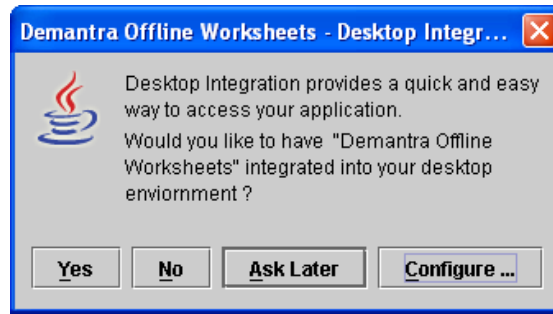 Demantra Offline Worksheets - Desktop Integr...
Desktop Integration provides a quick and easy
way to access your application.
Would you like to have "Demantra Offline
Worksheets" integrated into your desktop
enviornment ?
Yes No Ask Later Configure ...